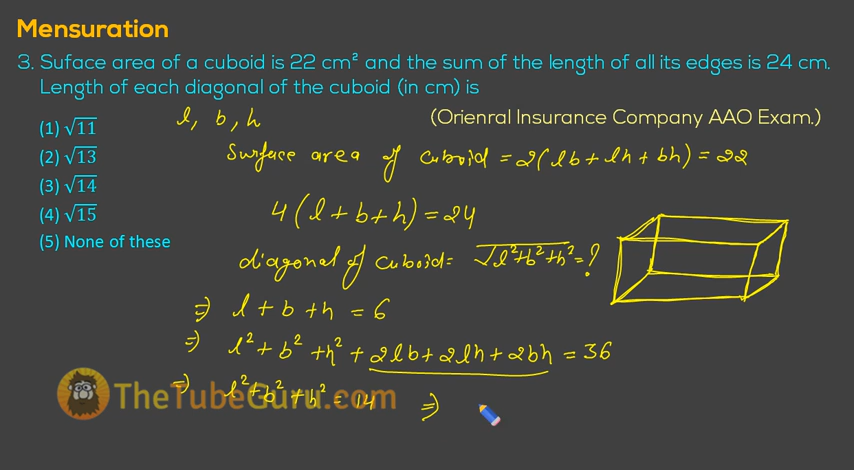 Mensuration
3. Suface area of a cuboid is 22 cm² and the sum of the length of all its edges is 24 cm.
Length of each diagonal of the cuboid (in cm) is
(Orienral Insurance Company AAO Exam.)
(1) √11
(2) √13
(3) √14
(4) √15
(5) None of these
l, b, h
Surface area of cuboid = 2(lb + lh + bh) = 22
4(l + b + h) = 24
diagonal of cuboid = √l²+b²+h² = ?
⇒ l + b + h = 6
⇒ l² + b² + h² + 2lb + 2lh + 2bh = 36
⇒ l² + b² + h² = 14 ⇒
TheTubeGuru.com